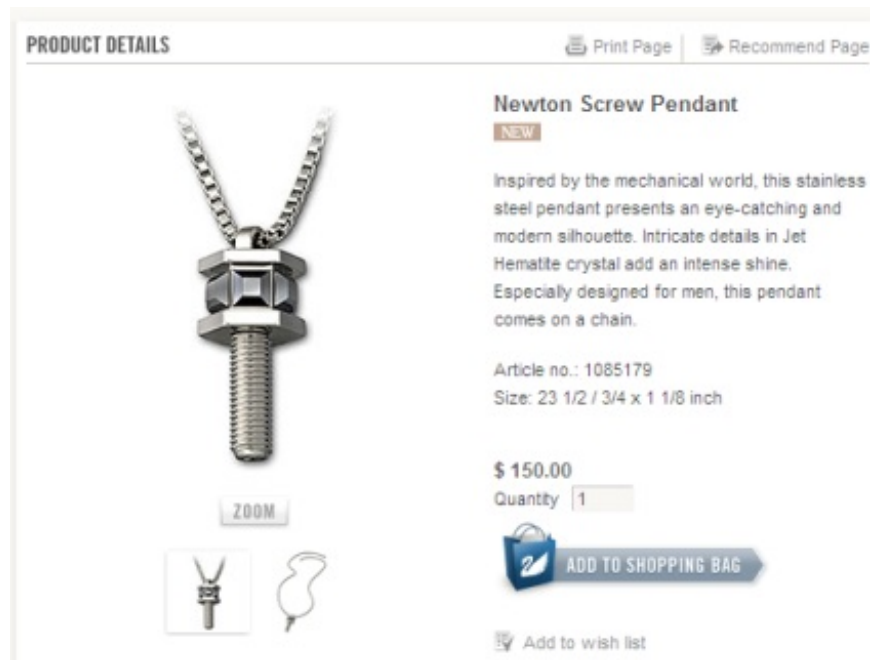 PRODUCT DETAILS
Print Page
Recommend Page
Newton Screw Pendant
NEW
Inspired by the mechanical world, this stainless
steel pendant presents an eye-catching and
modern silhouette. Intricate details in Jet
Hematite crystal add an intense shine.
Especially designed for men, this pendant
comes on a chain.
Article no.: 1085179
Size: 23 1/2 / 3/4 x 1 1/8 inch
$ 150.00
Quantity 1
ZOOM
ADD TO SHOPPING BAG
Add to wish list